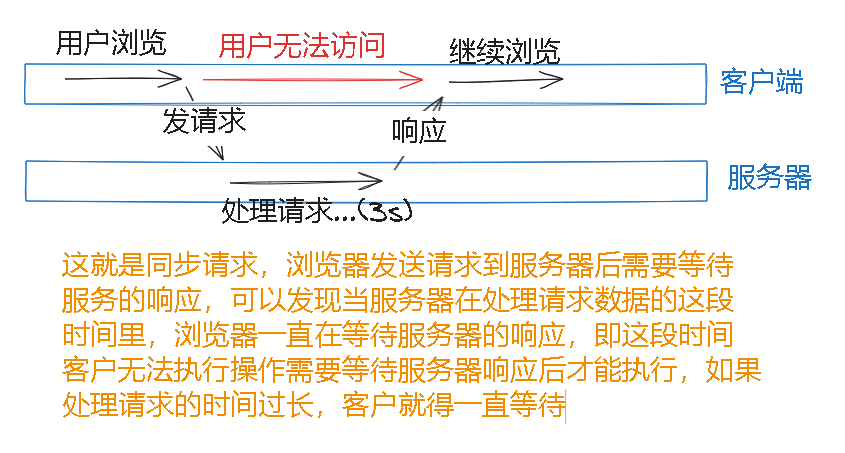 用户浏览
用户无法访问
继续浏览
客户端
发请求
响应
服务器
处理请求...(3s)
这就是同步请求，浏览器发送请求到服务器后需要等待
服务的响应，可以发现当服务器在处理请求数据的这段
时间里，浏览器一直在等待服务器的响应，即这段时间
客户无法执行操作需要等待服务器响应后才能执行，如果
处理请求的时间过长，客户就得一直等待